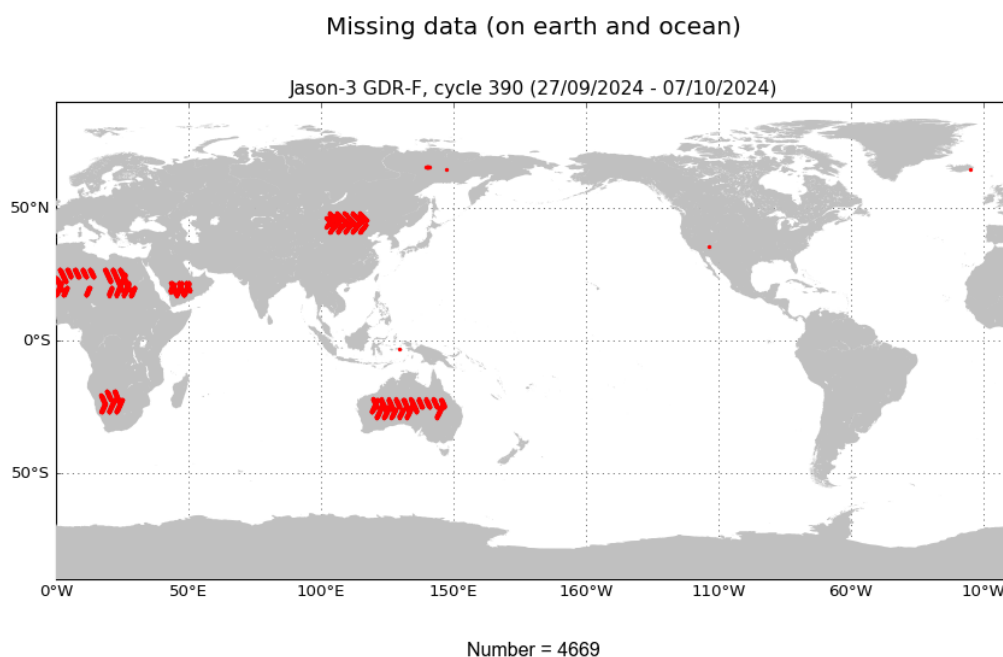 Missing data (on earth and ocean)
Jason-3 GDR-F, cycle 390 (27/09/2024 - 07/10/2024)
50°N
0°S
50°S
0°W 50°E 100°E 150°E 160°W 110°W 60°W 10°W
Number = 4669